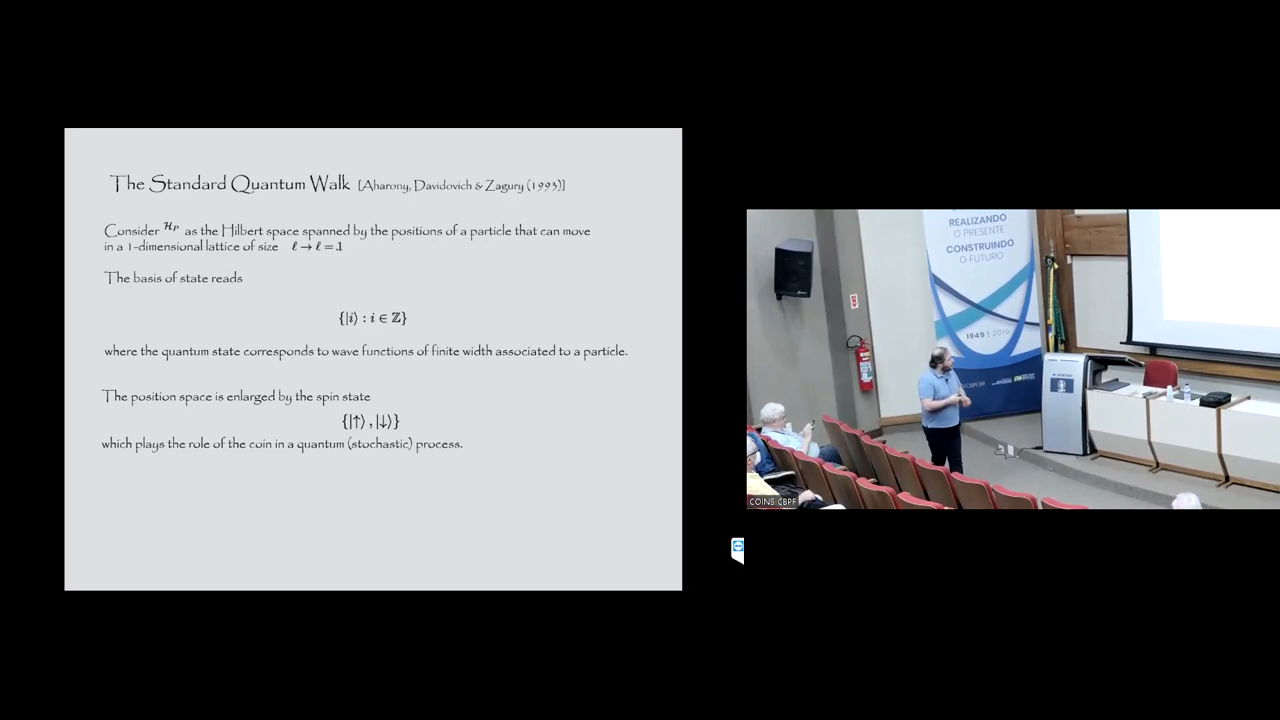 The Standard Quantum Walk [Aharony, Davidovich & Zagury (1993)]
Consider ℋ_P as the Hilbert space spanned by the positions of a particle that can move
in a 1-dimensional lattice of size ℓ → ℓ = 1
The basis of state reads
{|i⟩ : i ∈ ℤ}
where the quantum state corresponds to wave functions of finite width associated to a particle.
The position space is enlarged by the spin state
{|↑⟩ , |↓⟩}
which plays the role of the coin in a quantum (stochastic) process.
REALIZANDO
O PRESENTE
CONSTRUINDO
O FUTURO
1949 | 2019
COINS CBPF